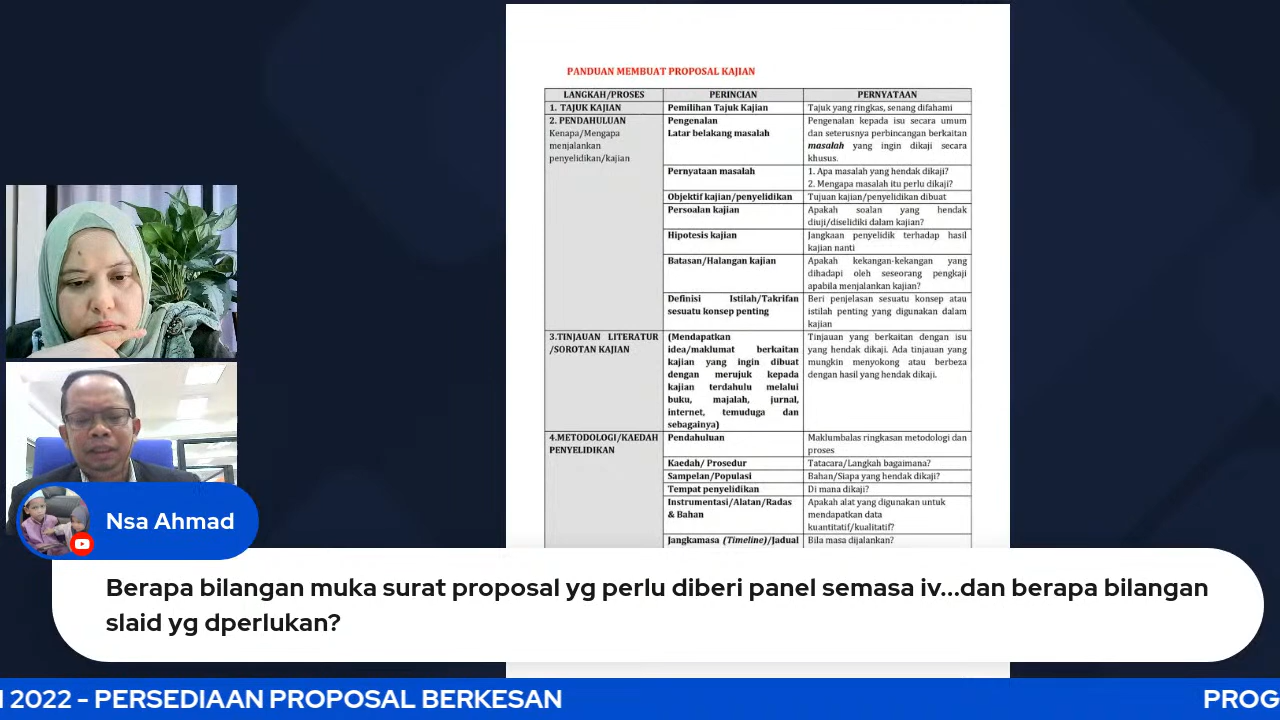 PANDUAN MEMBUAT PROPOSAL KAJIAN
LANGKAH/PROSES PERINCIAN PERNYATAAN
1. TAJUK KAJIAN Pemilihan Tajuk Kajian Tajuk yang ringkas, senang difahami
2. PENDAHULUAN
Kenapa/Mengapa
menjalankan
penyelidikan/kajian
Pengenalan
Latar belakang masalah
Pengenalan kepada isu secara umum
dan seterusnya perbincangan berkaitan
masalah yang ingin dikaji secara
khusus.
Pernyataan masalah
1. Apa masalah yang hendak dikaji?
2. Mengapa masalah itu perlu dikaji?
Objektif kajian/penyelidikan Tujuan kajian/penyelidikan dibuat
Persoalan kajian
Apakah soalan yang hendak
diuji/diselidiki dalam kajian?
Hipotesis kajian
Jangkaan penyelidik terhadap hasil
kajian nanti
Batasan/Halangan kajian
Apakah kekangan-kekangan yang
dihadapi oleh seseorang pengkaji
apabila menjalankan kajian?
Definisi Istilah/Takrifan
sesuatu konsep penting
Beri penjelasan sesuatu konsep atau
istilah penting yang digunakan dalam
kajian
3.TINJAUAN LITERATUR
/SOROTAN KAJIAN
(Mendapatkan
idea/maklumat berkaitan
kajian yang ingin dibuat
dengan merujuk kepada
kajian terdahulu melalui
buku, majalah, jurnal,
internet, temuduga dan
sebagainya)
Tinjauan yang berkaitan dengan isu
yang hendak dikaji. Ada tinjauan yang
mungkin menyokong atau berbeza
dengan hasil yang hendak dikaji.
4.METODOLOGI/KAEDAH
PENYELIDIKAN
Pendahuluan
Maklumbalas ringkasan metodologi dan
proses
Kaedah/ Prosedur Tatacara/Langkah bagaimana?
Sampelan/Populasi Bahan/Siapa yang hendak dikaji?
Tempat penyelidikan Di mana dikaji?
Instrumentasi/Alatan/Radas
& Bahan
Apakah alat yang digunakan untuk
mendapatkan data
kuantitatif/kualitatif?
Jangkamasa (Timeline)/Jadual Bila masa dijalankan?
Nsa Ahmad
Berapa bilangan muka surat proposal yg perlu diberi panel semasa iv...dan berapa bilangan
slaid yg dperlukan?
2022 - PERSEDIAAN PROPOSAL BERKESAN PROG